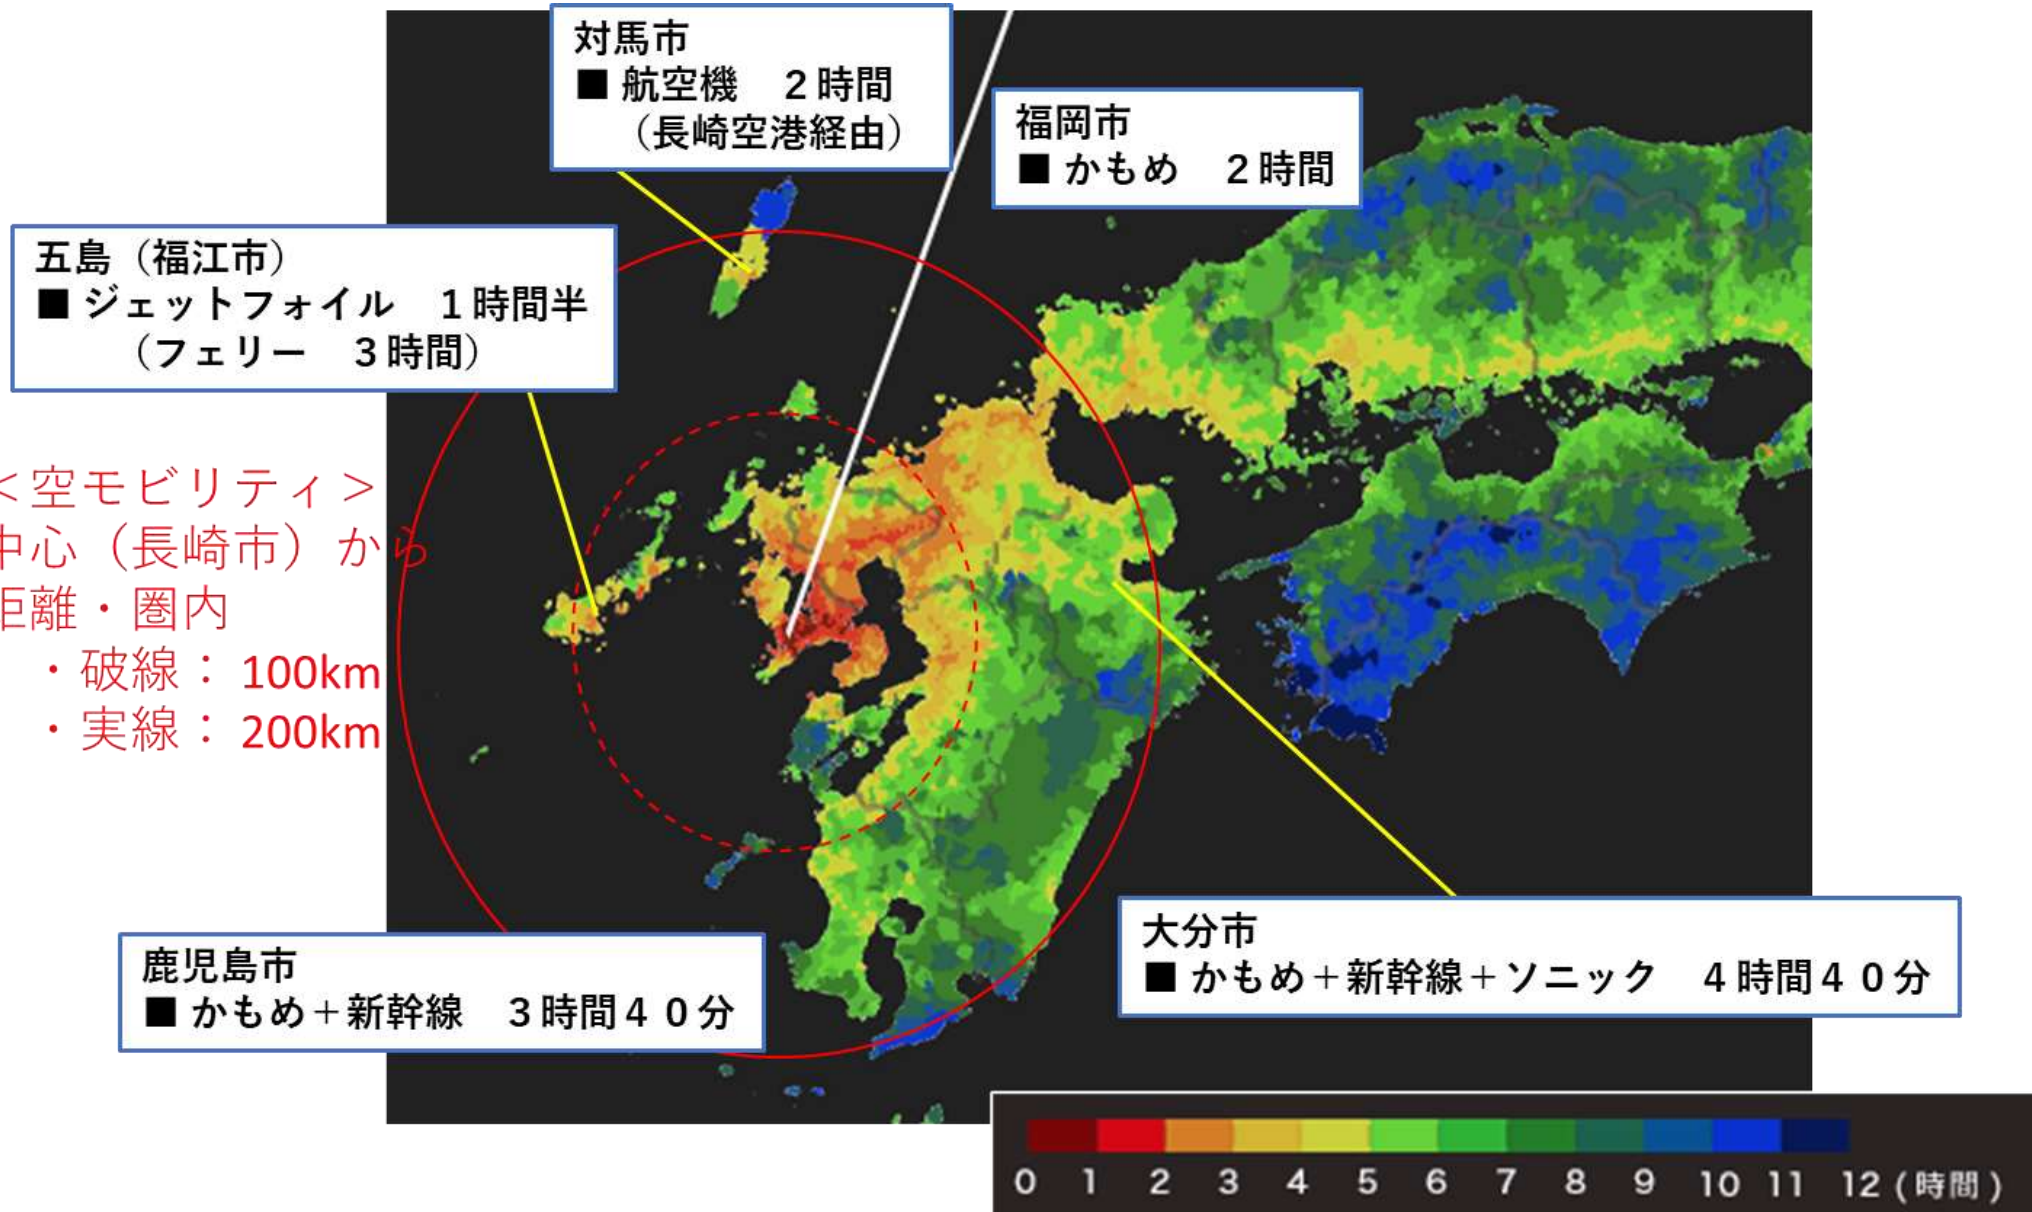 対馬市
■ 航空機　２時間
（長崎空港経由）
福岡市
■ かもめ　２時間
五島（福江市）
■ ジェットフォイル　１時間半
（フェリー　３時間）
＜空モビリティ＞
中心（長崎市）から
距離・圏内
・破線：100km
・実線：200km
鹿児島市
■ かもめ＋新幹線　３時間４０分
大分市
■ かもめ＋新幹線＋ソニック　４時間４０分
0 1 2 3 4 5 6 7 8 9 10 11 12 (時間)